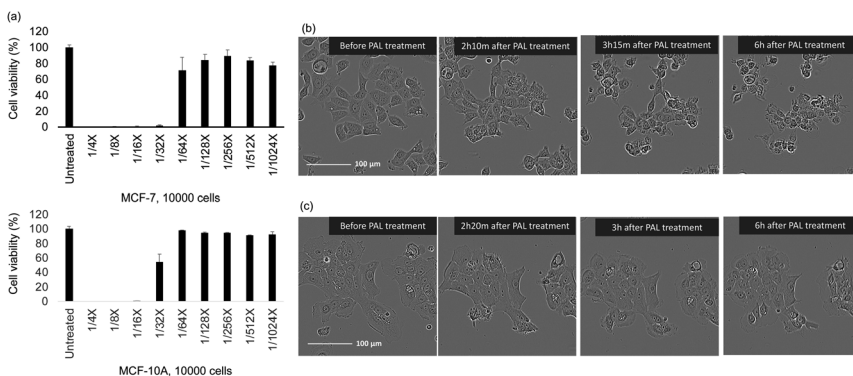 (a)
Cell viability (%)
120
100
80
60
40
20
0
Untreated
1/4X
1/8X
1/16X
1/32X
1/64X
1/128X
1/256X
1/512X
1/1024X
MCF-7, 10000 cells
Cell viability (%)
120
100
80
60
40
20
0
Untreated
1/4X
1/8X
1/16X
1/32X
1/64X
1/128X
1/256X
1/512X
1/1024X
MCF-10A, 10000 cells
(b)
Before PAL treatment
2h10m after PAL treatment
3h15m after PAL treatment
6h after PAL treatment
100 μm
(c)
Before PAL treatment
2h20m after PAL treatment
3h after PAL treatment
6h after PAL treatment
100 μm